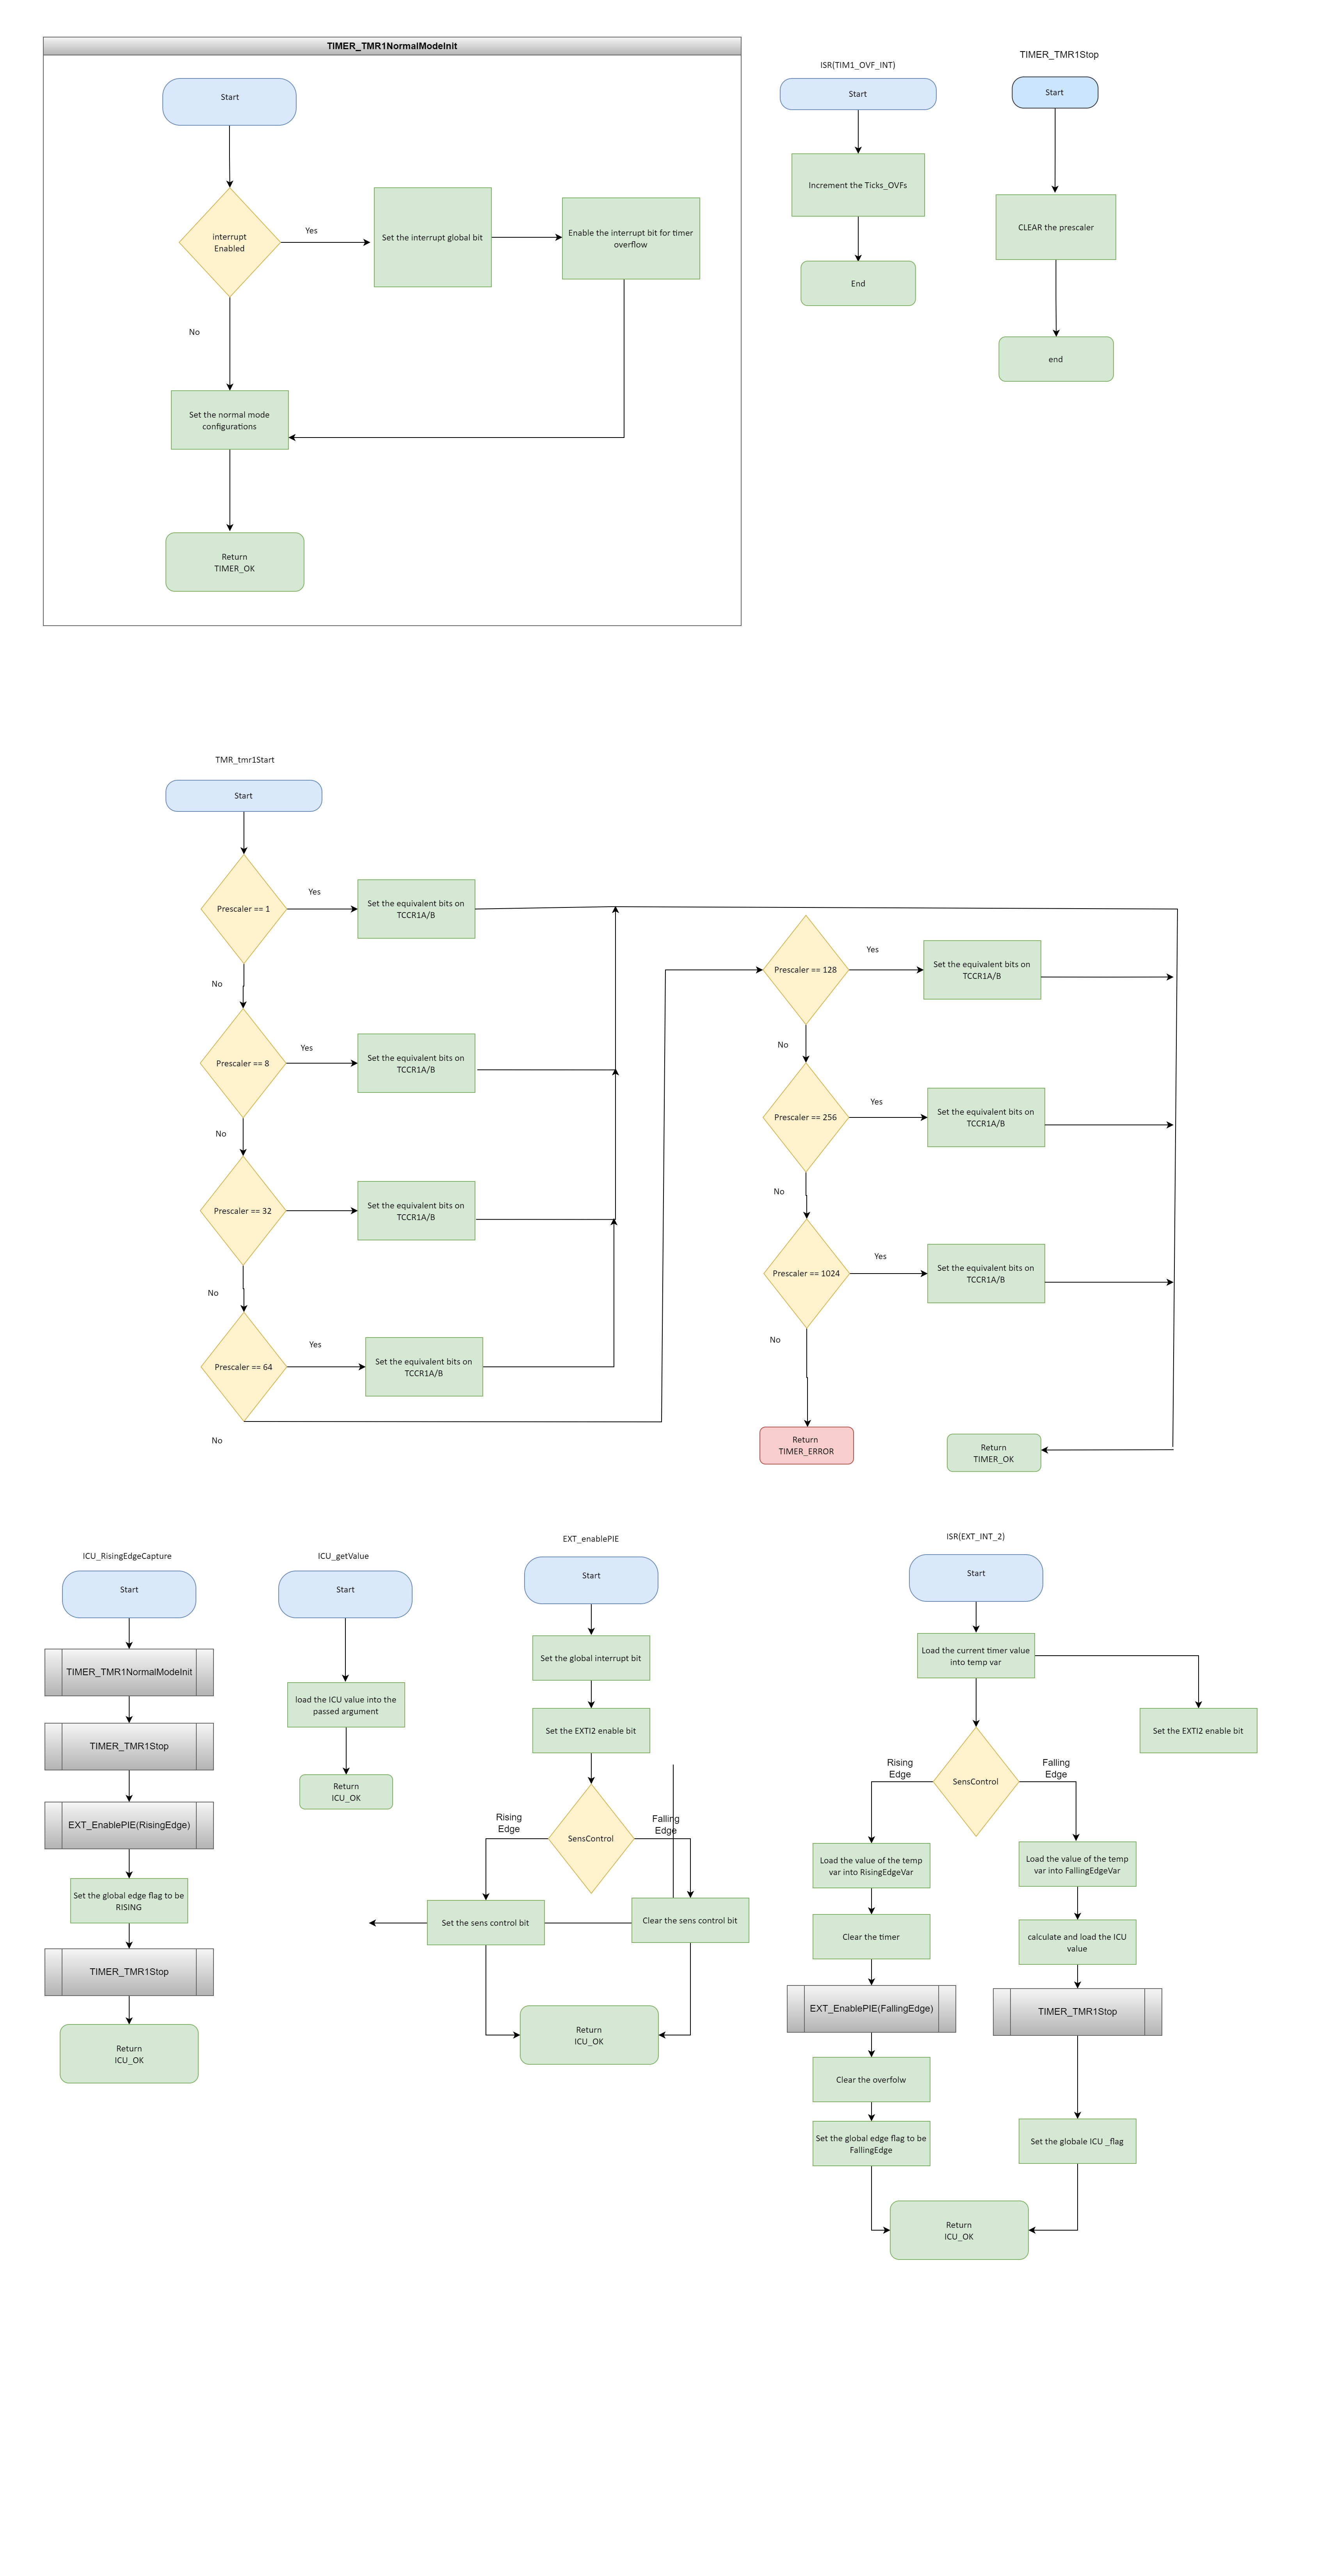 TIMER_TMR1NormalModeInit
Start
interrupt
Enabled
Yes
Set the interrupt global bit
Enable the interrupt bit for timer
overflow
No
Set the normal mode
configurations
Return
TIMER_OK
ISR(TIM1_OVF_INT)
Start
Increment the Ticks_OVFs
End
TIMER_TMR1Stop
Start
CLEAR the prescaler
end
TMR_tmr1Start
Start
Prescaler == 1
Yes
Set the equivalent bits on
TCCR1A/B
No
Prescaler == 8
Yes
Set the equivalent bits on
TCCR1A/B
No
Prescaler == 32
Set the equivalent bits on
TCCR1A/B
No
Prescaler == 64
Yes
Set the equivalent bits on
TCCR1A/B
No
Prescaler == 128
Yes
Set the equivalent bits on
TCCR1A/B
No
Prescaler == 256
Yes
Set the equivalent bits on
TCCR1A/B
No
Prescaler == 1024
Yes
Set the equivalent bits on
TCCR1A/B
No
Return
TIMER_ERROR
Return
TIMER_OK
ICU_RisingEdgeCapture
Start
TIMER_TMR1NormalModeInit
TIMER_TMR1Stop
EXT_EnablePIE(RisingEdge)
Set the global edge flag to be
RISING
TIMER_TMR1Stop
Return
ICU_OK
ICU_getValue
Start
load the ICU value into the
passed argument
Return
ICU_OK
EXT_enablePIE
Start
Set the global interrupt bit
Set the EXTI2 enable bit
SensControl
Rising
Edge
Falling
Edge
Set the sens control bit
Clear the sens control bit
Return
ICU_OK
ISR(EXT_INT_2)
Start
Load the current timer value
into temp var
Set the EXTI2 enable bit
SensControl
Rising
Edge
Falling
Edge
Load the value of the temp
var into RisingEdgeVar
Clear the timer
EXT_EnablePIE(FallingEdge)
Clear the overfolw
Set the global edge flag to be
FallingEdge
Load the value of the temp
var into FallingEdgeVar
calculate and load the ICU
value
TIMER_TMR1Stop
Set the globale ICU _flag
Return
ICU_OK